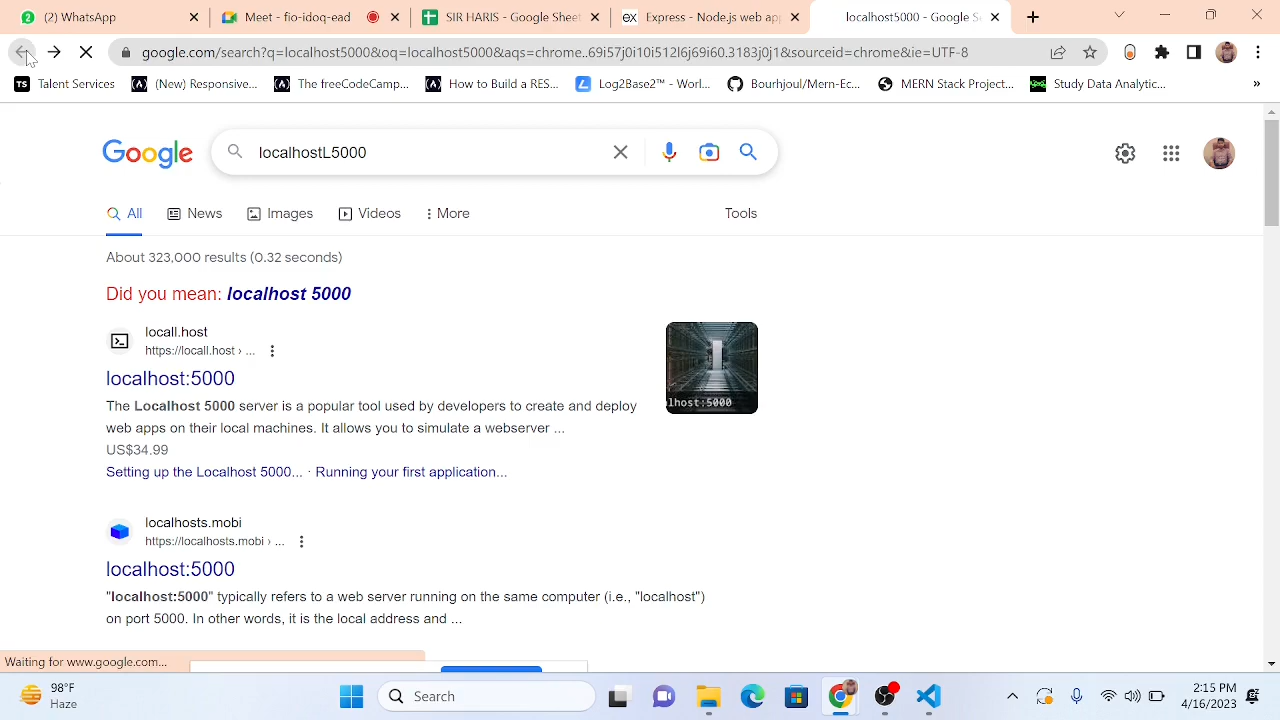 (2) WhatsApp
Meet - fo-iodq-oad
SIR HARIS - Google Sheet
Express - Node.js web app
localhost5000 - Google Se
google.com/search?q=localhost5000&oq=localhost5000&aqs=chrome..69i57j0i10i512l6j69i60.3183j0j1&sourceid=chrome&ie=UTF-8
TS Talent Services
(New) Responsive...
The freeCodeCamp...
How to Build a RES...
Log2Base2™ - Worl...
Bourhjoul/Mern-Ec...
MERN Stack Project...
Study Data Analytic...
»
Google
localhostL5000
All
News
Images
Videos
More
Tools
About 323,000 results (0.32 seconds)
Did you mean: localhost 5000
locall.host
https://locall.host › ...
localhost:5000
The Localhost 5000 server is a popular tool used by developers to create and deploy
web apps on their local machines. It allows you to simulate a webserver ...
US$34.99
Setting up the Localhost 5000... · Running your first application...
lhost:5000
localhosts.mobi
https://localhosts.mobi › ...
localhost:5000
"localhost:5000" typically refers to a web server running on the same computer (i.e., "localhost")
on port 5000. In other words, it is the local address and ...
Waiting for www.google.com...
98°F
Haze
Search
2:15 PM
4/16/2023